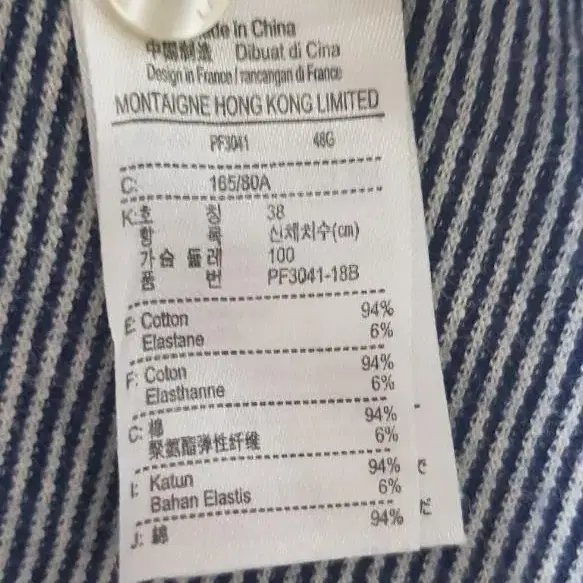 de in China
中國制造 Dibuat di Cina
Design in France / rancangan di France
MONTAIGNE HONG KONG LIMITED
PF3041 48G
C: 165/80A
K: 호 칭 38
항 목 신체치수(cm)
가슴 둘레 100
품 번 PF3041-18B
E: Cotton 94%
Elastane 6%
F: Coton 94%
Elasthanne 6%
C: 棉 94%
聚氨酯弹性纤维 6%
I: Katun 94%
Bahan Elastis 6%
J: 綿 94%
で
だ